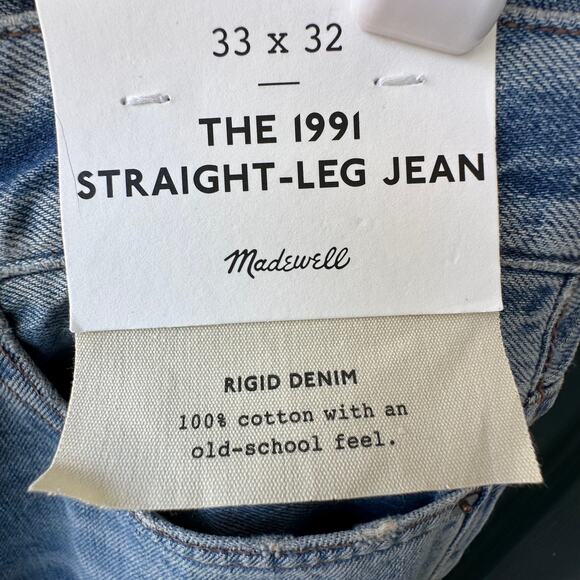 33 x 32
THE 1991
STRAIGHT-LEG JEAN
Madewell
RIGID DENIM
100% cotton with an
old-school feel.